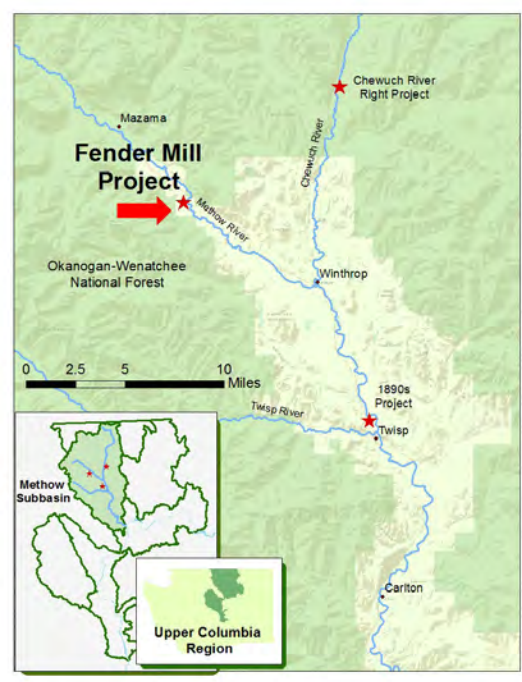 Chewuch River
Right Project
Mazama
Chewuch River
Fender Mill
Project
Methow River
Okanogan-Wenatchee
National Forest
Winthrop
0 2.5 5 10
Miles
1890s
Project
Twisp River
Twisp
Methow
Subbasin
Carlton
Upper Columbia
Region